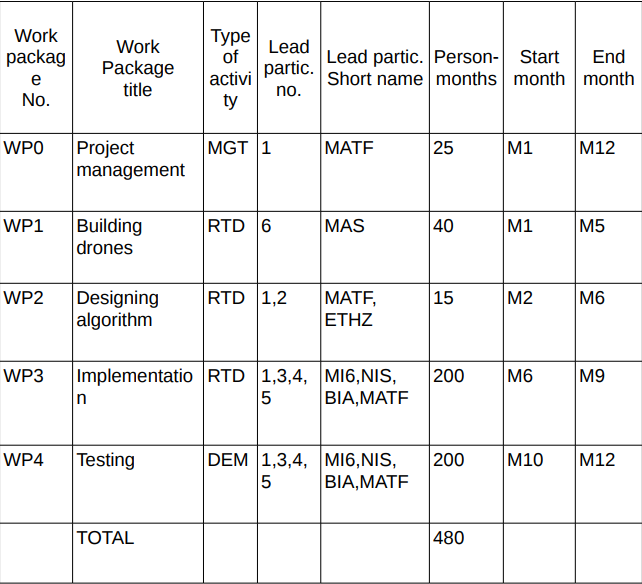 Work packag e No. Work Package title Type of activi ty Lead partic. no. Lead partic. Short name Person- months Start month End month
WP0 Project management MGT 1 MATF 25 M1 M12
WP1 Building drones RTD 6 MAS 40 M1 M5
WP2 Designing algorithm RTD 1,2 MATF, ETHZ 15 M2 M6
WP3 Implementatio n RTD 1,3,4, 5 MI6,NIS, BIA,MATF 200 M6 M9
WP4 Testing DEM 1,3,4, 5 MI6,NIS, BIA,MATF 200 M10 M12
TOTAL 480